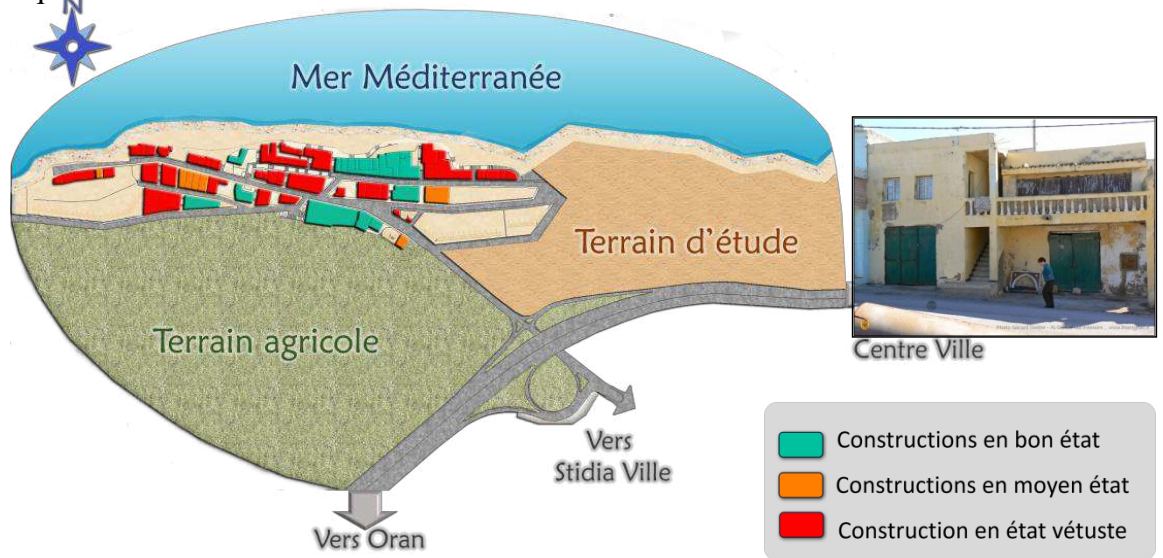 N
Mer Méditerranée
Terrain d'étude
Terrain agricole
Centre Ville
Vers
Stidia Ville
Vers Oran
Constructions en bon état
Constructions en moyen état
Construction en état vétuste